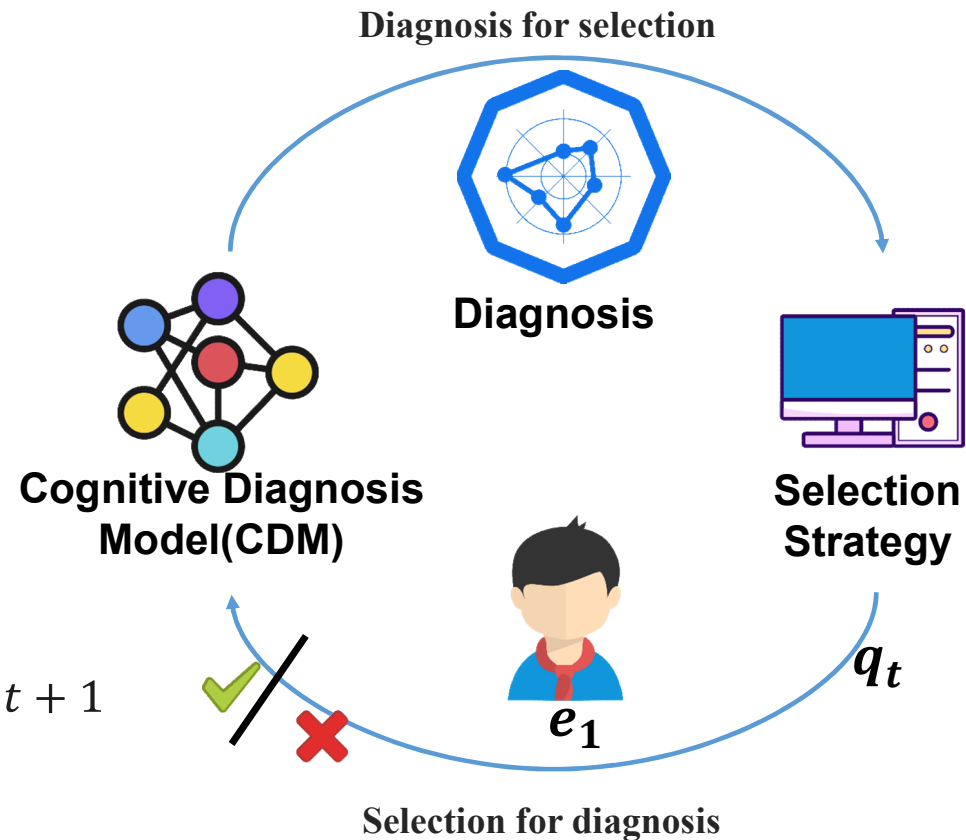 Diagnosis for selection
Diagnosis
Cognitive Diagnosis
Model(CDM)
Selection
Strategy
q_t
t + 1
e_1
Selection for diagnosis